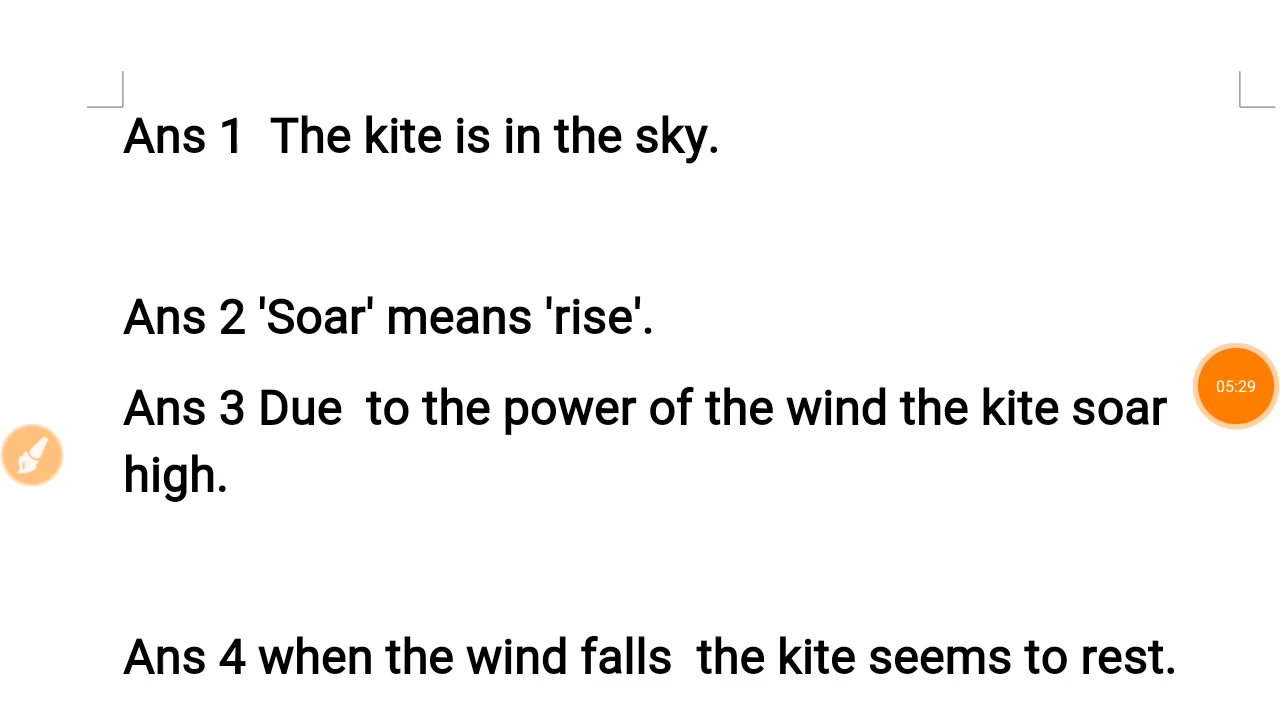 Ans 1  The kite is in the sky.
Ans 2 'Soar' means 'rise'.
Ans 3 Due  to the power of the wind the kite soar
high.
05:29
Ans 4 when the wind falls  the kite seems to rest.